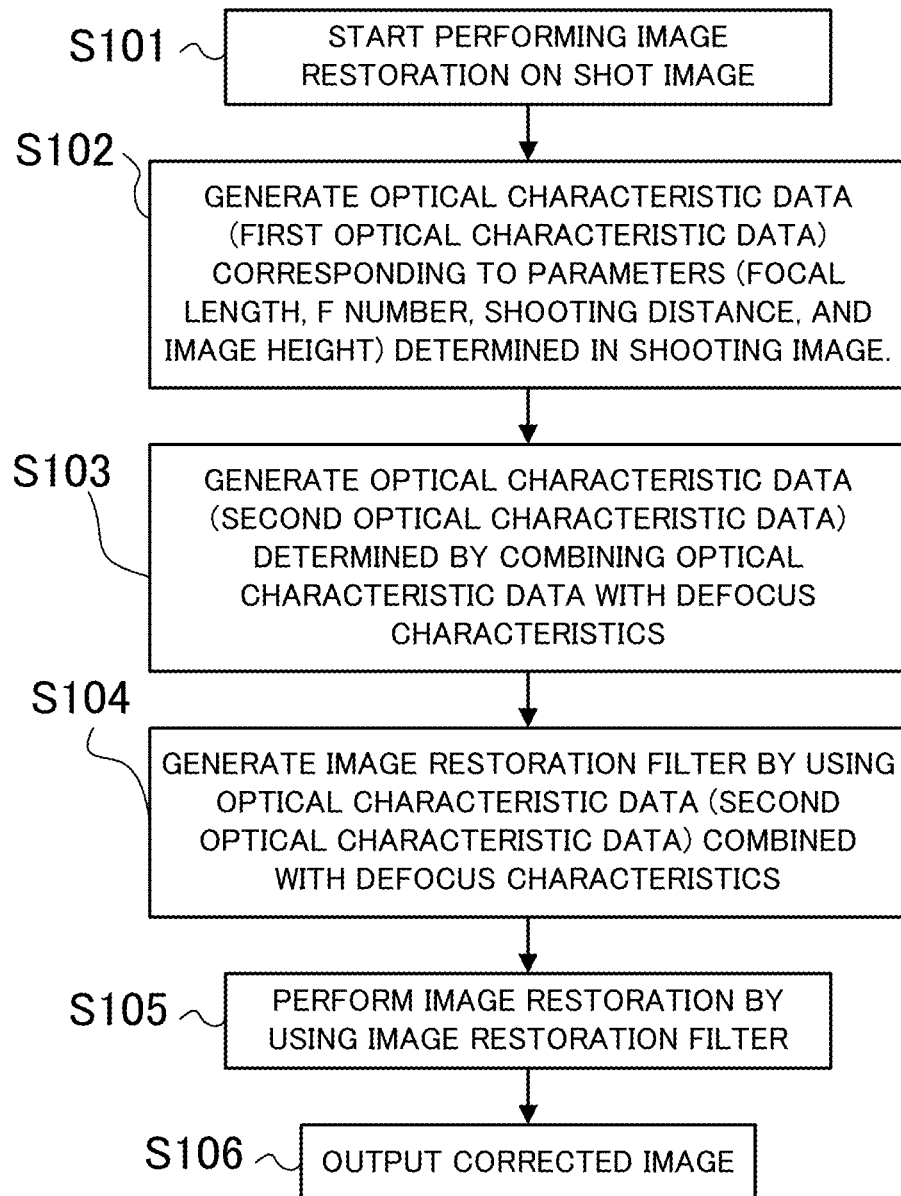 S101
START PERFORMING IMAGE
RESTORATION ON SHOT IMAGE
S102
GENERATE OPTICAL CHARACTERISTIC DATA
(FIRST OPTICAL CHARACTERISTIC DATA)
CORRESPONDING TO PARAMETERS (FOCAL
LENGTH, F NUMBER, SHOOTING DISTANCE, AND
IMAGE HEIGHT) DETERMINED IN SHOOTING IMAGE.
S103
GENERATE OPTICAL CHARACTERISTIC DATA
(SECOND OPTICAL CHARACTERISTIC DATA)
DETERMINED BY COMBINING OPTICAL
CHARACTERISTIC DATA WITH DEFOCUS
CHARACTERISTICS
S104
GENERATE IMAGE RESTORATION FILTER BY USING
OPTICAL CHARACTERISTIC DATA (SECOND
OPTICAL CHARACTERISTIC DATA) COMBINED
WITH DEFOCUS CHARACTERISTICS
S105
PERFORM IMAGE RESTORATION BY
USING IMAGE RESTORATION FILTER
S106
OUTPUT CORRECTED IMAGE